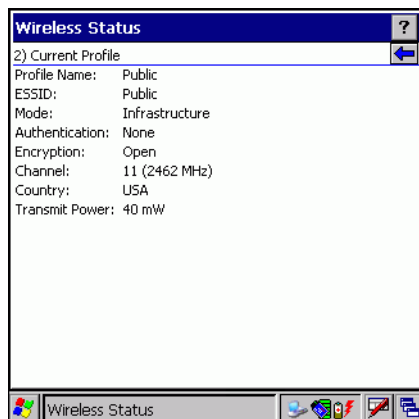 Wireless Status ?
2) Current Profile
Profile Name: Public
ESSID: Public
Mode: Infrastructure
Authentication: None
Encryption: Open
Channel: 11 (2462 MHz)
Country: USA
Transmit Power: 40 mW
Wireless Status